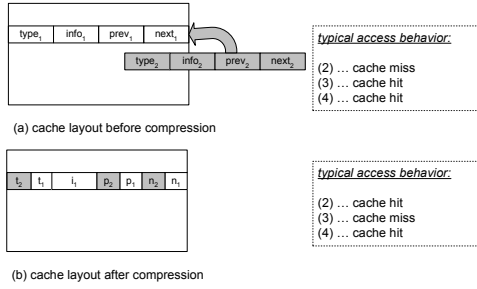 type1 info1 prev1 next1
type2 info2 prev2 next2
typical access behavior:
(2) … cache miss
(3) … cache hit
(4) … cache hit
(a) cache layout before compression
t2 t1 i1 p2 p1 n2 n1
typical access behavior:
(2) … cache hit
(3) … cache miss
(4) … cache hit
(b) cache layout after compression